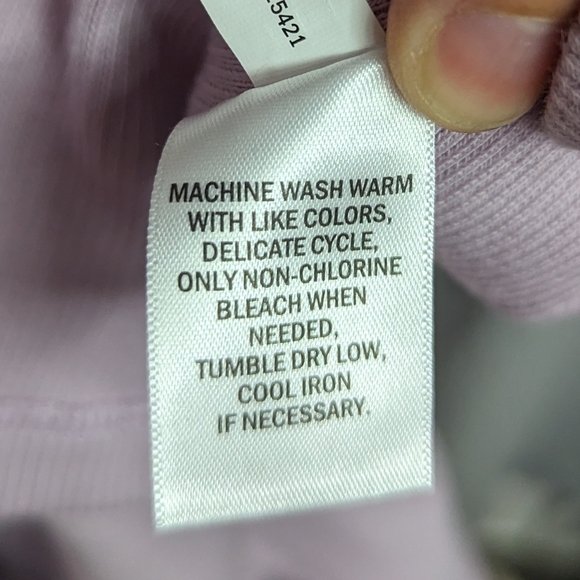 5421
MACHINE WASH WARM
WITH LIKE COLORS,
DELICATE CYCLE,
ONLY NON-CHLORINE
BLEACH WHEN
NEEDED,
TUMBLE DRY LOW,
COOL IRON
IF NECESSARY.